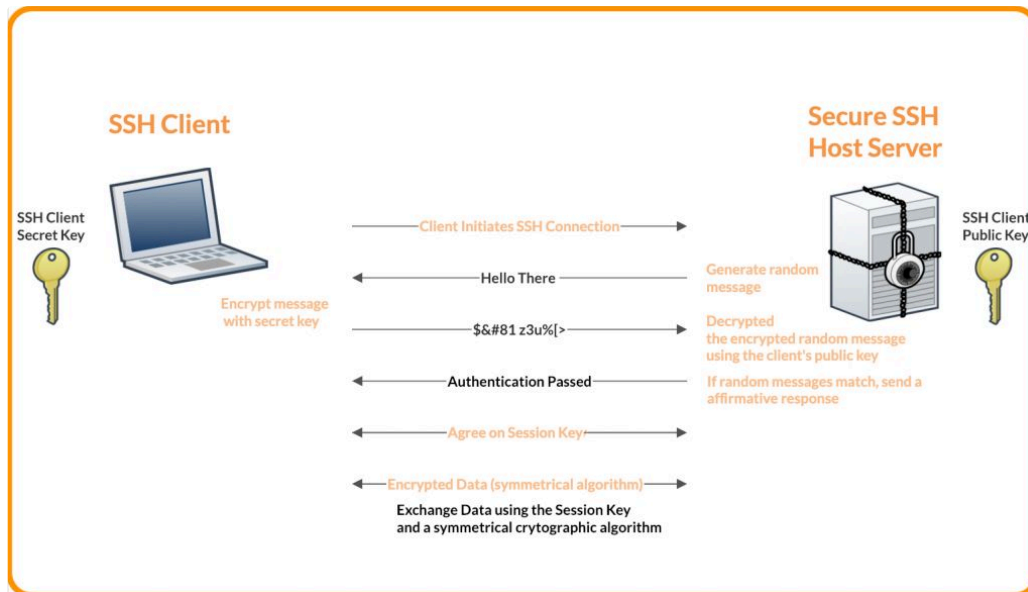 SSH Client
Secure SSH
Host Server
SSH Client
Secret Key
SSH Client
Public Key
Client Initiates SSH Connection
Hello There
Generate random
message
Encrypt message
with secret key
$&#81 z3u%[>
Decrypted
the encrypted random message
using the client's public key
Authentication Passed
If random messages match, send a
affirmative response
Agree on Session Key
Encrypted Data (symmetrical algorithm)
Exchange Data using the Session Key
and a symmetrical crytographic algorithm